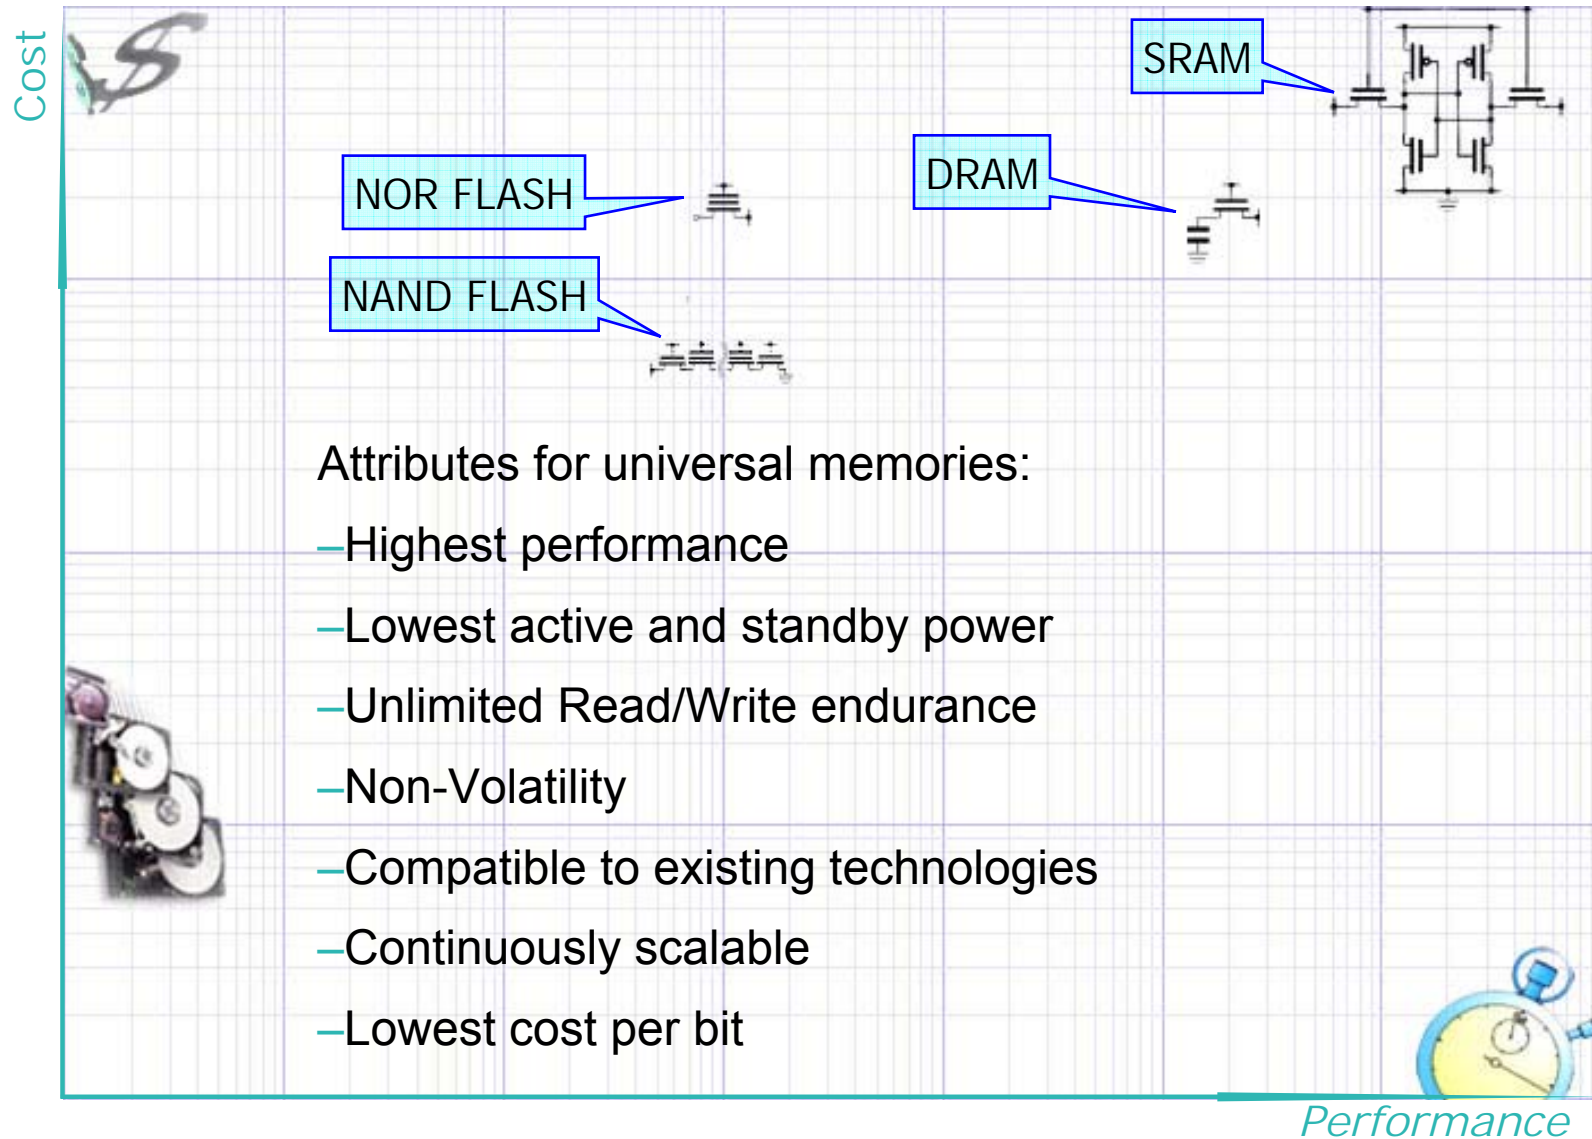 Cost
SRAM
NOR FLASH
DRAM
NAND FLASH
Attributes for universal memories:
–Highest performance
–Lowest active and standby power
–Unlimited Read/Write endurance
–Non-Volatility
–Compatible to existing technologies
–Continuously scalable
–Lowest cost per bit
Performance